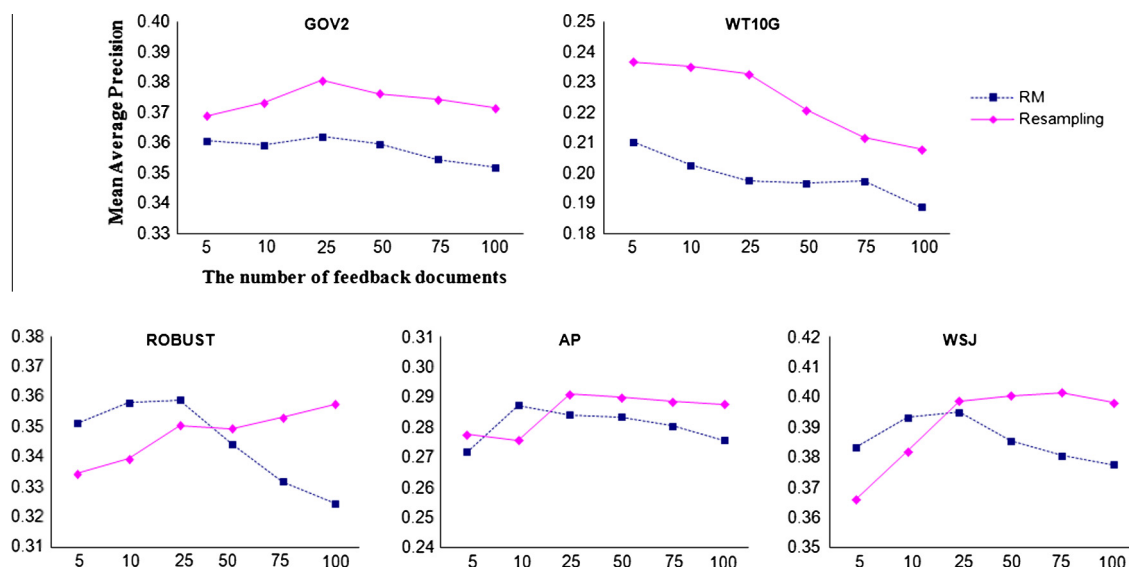 GOV2
Mean Average Precision
0.40
0.39
0.38
0.37
0.36
0.35
0.34
0.33
5 10 25 50 75 100
The number of feedback documents
WT10G
0.25
0.24
0.23
0.22
0.21
0.20
0.19
0.18
5 10 25 50 75 100
RM
Resampling
ROBUST
0.38
0.37
0.36
0.35
0.34
0.33
0.32
0.31
5 10 25 50 75 100
AP
0.31
0.30
0.29
0.28
0.27
0.26
0.25
0.24
5 10 25 50 75 100
WSJ
0.42
0.41
0.40
0.39
0.38
0.37
0.36
0.35
5 10 25 50 75 100